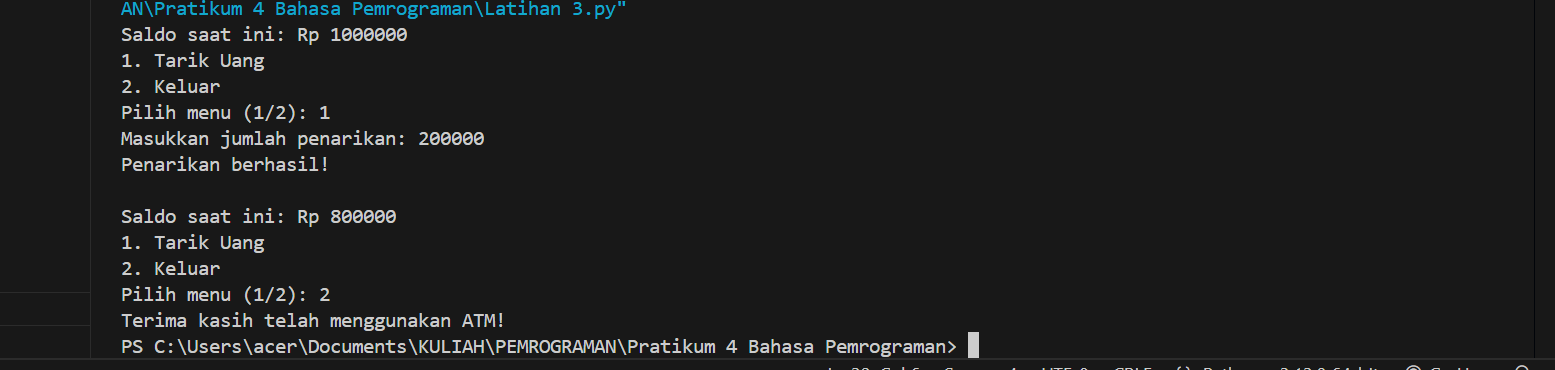 AN\Pratikum 4 Bahasa Pemrograman\Latihan 3.py"
Saldo saat ini: Rp 1000000
1. Tarik Uang
2. Keluar
Pilih menu (1/2): 1
Masukkan jumlah penarikan: 200000
Penarikan berhasil!
Saldo saat ini: Rp 800000
1. Tarik Uang
2. Keluar
Pilih menu (1/2): 2
Terima kasih telah menggunakan ATM!
PS C:\Users\acer\Documents\KULIAH\PEMROGRAMAN\Pratikum 4 Bahasa Pemrograman>